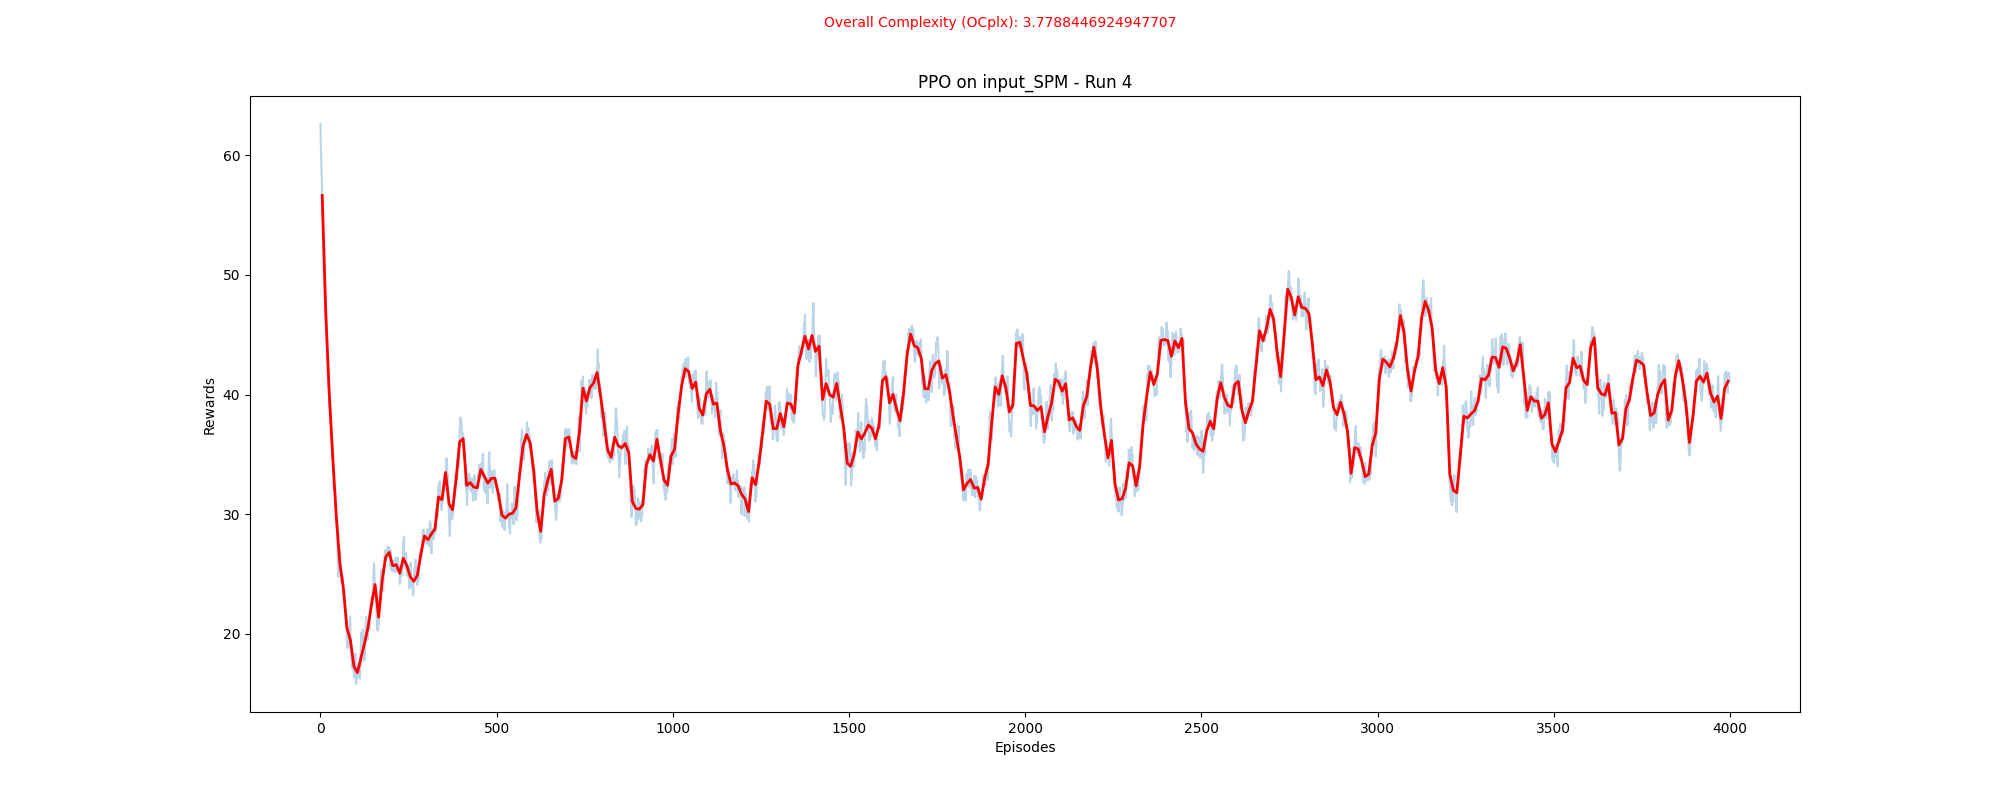 Overall Complexity (OCplx): 3.7788446924947707
PPO on input_SPM - Run 4
60
50
40
30
20
Rewards
0 500 1000 1500 2000 2500 3000 3500 4000
Episodes